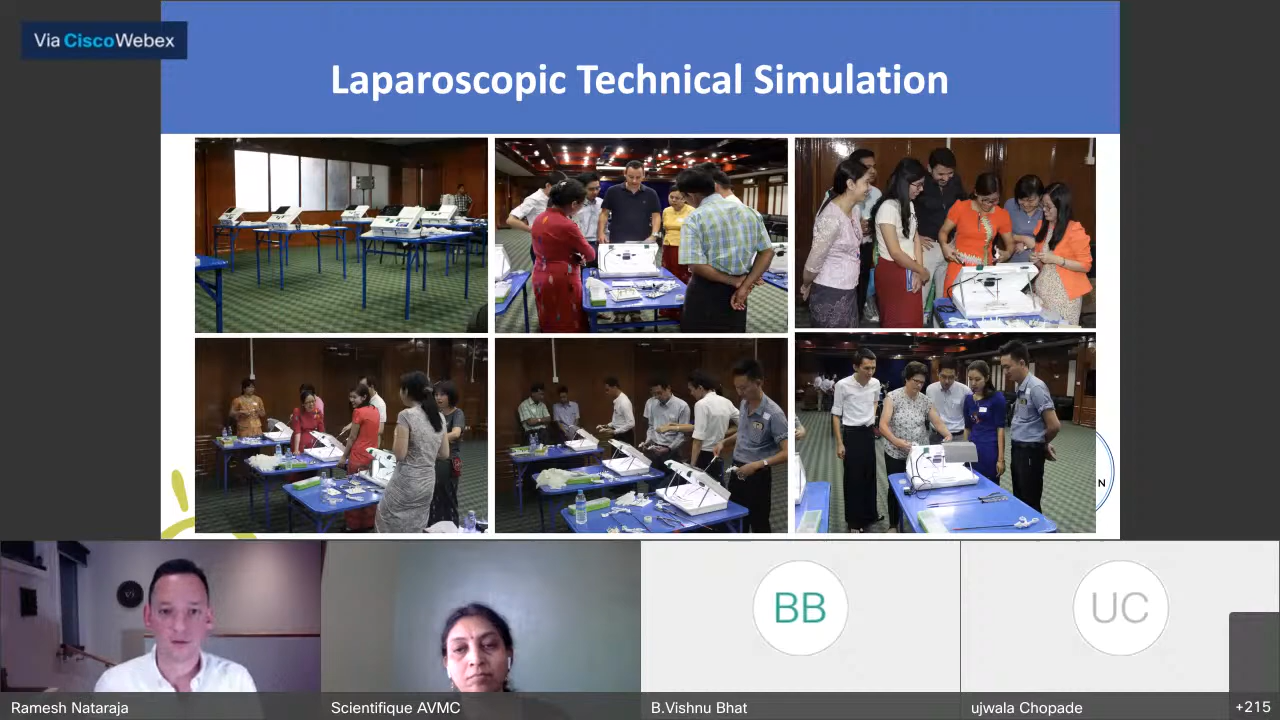 Via CiscoWebex
Laparoscopic Technical Simulation
N
BB
UC
Ramesh Nataraja
Scientifique AVMC
B.Vishnu Bhat
ujwala Chopade
+215